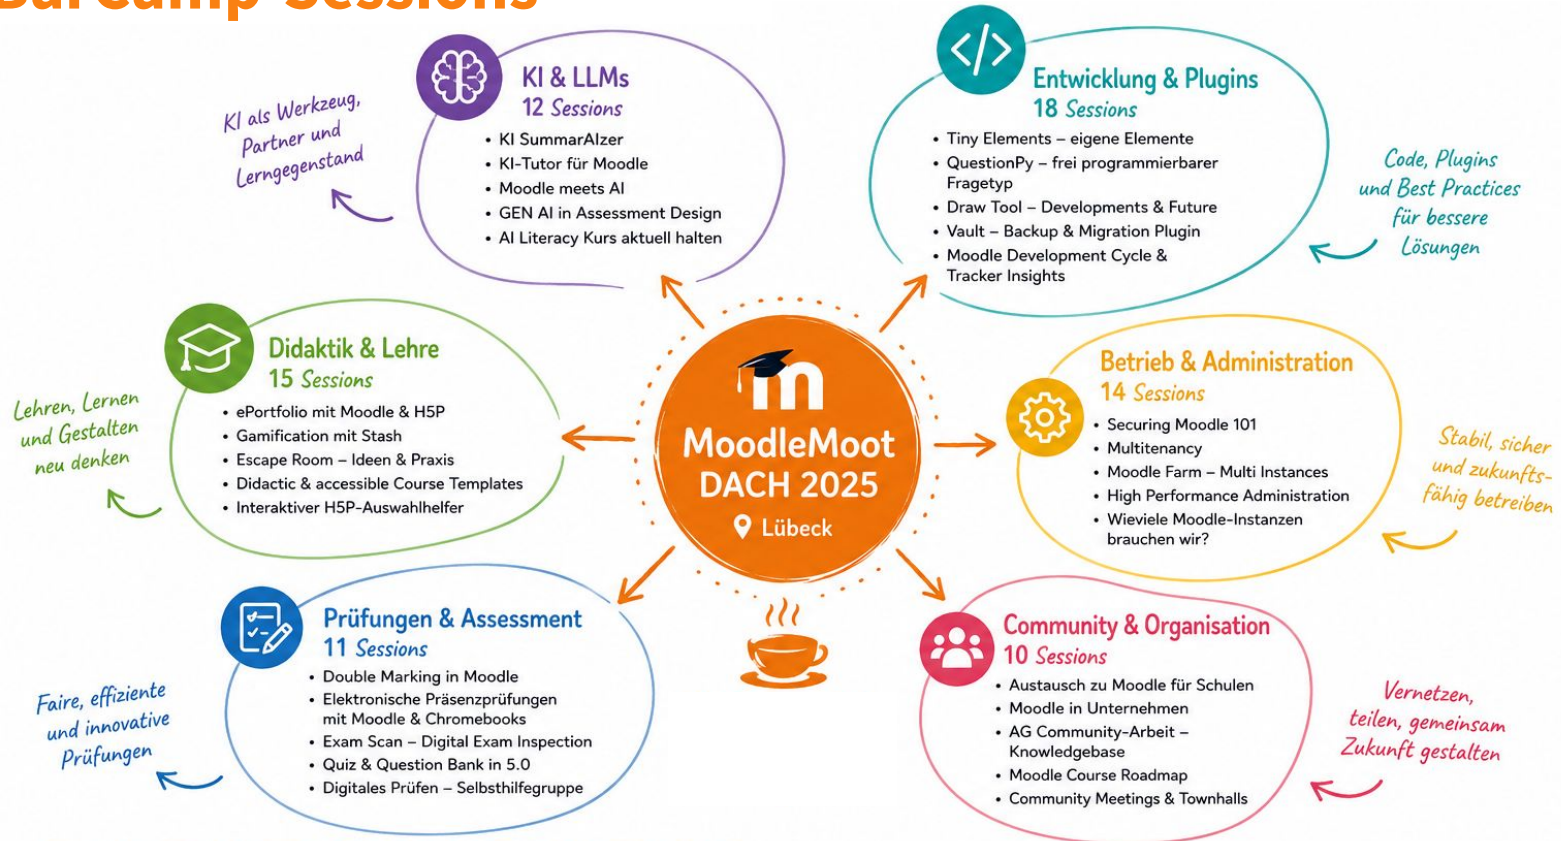 BarCamp-Sessions
KI & LLMs
12 Sessions
• KI SummarAIzer
• KI-Tutor für Moodle
• Moodle meets AI
• GEN AI in Assessment Design
• AI Literacy Kurs aktuell halten
KI als Werkzeug,
Partner und
Lerngegenstand
Entwicklung & Plugins
18 Sessions
• Tiny Elements – eigene Elemente
• QuestionPy – frei programmierbarer
Fragetyp
• Draw Tool – Developments & Future
• Vault – Backup & Migration Plugin
• Moodle Development Cycle &
Tracker Insights
Code, Plugins
und Best Practices
für bessere
Lösungen
Didaktik & Lehre
15 Sessions
• ePortfolio mit Moodle & H5P
• Gamification mit Stash
• Escape Room – Ideen & Praxis
• Didactic & accessible Course Templates
• Interaktiver H5P-Auswahlhelfer
Lehren, Lernen
und Gestalten
neu denken
m
MoodleMoot
DACH 2025
Lübeck
Betrieb & Administration
14 Sessions
• Securing Moodle 101
• Multitenancy
• Moodle Farm – Multi Instances
• High Performance Administration
• Wieviele Moodle-Instanzen
brauchen wir?
Stabil, sicher
und zukunfts-
fähig betreiben
Prüfungen & Assessment
11 Sessions
• Double Marking in Moodle
• Elektronische Präsenzprüfungen
mit Moodle & Chromebooks
• Exam Scan – Digital Exam Inspection
• Quiz & Question Bank in 5.0
• Digitales Prüfen – Selbsthilfegruppe
Faire, effiziente
und innovative
Prüfungen
Community & Organisation
10 Sessions
• Austausch zu Moodle für Schulen
• Moodle in Unternehmen
• AG Community-Arbeit –
Knowledgebase
• Moodle Course Roadmap
• Community Meetings & Townhalls
Vernetzen,
teilen, gemeinsam
Zukunft gestalten